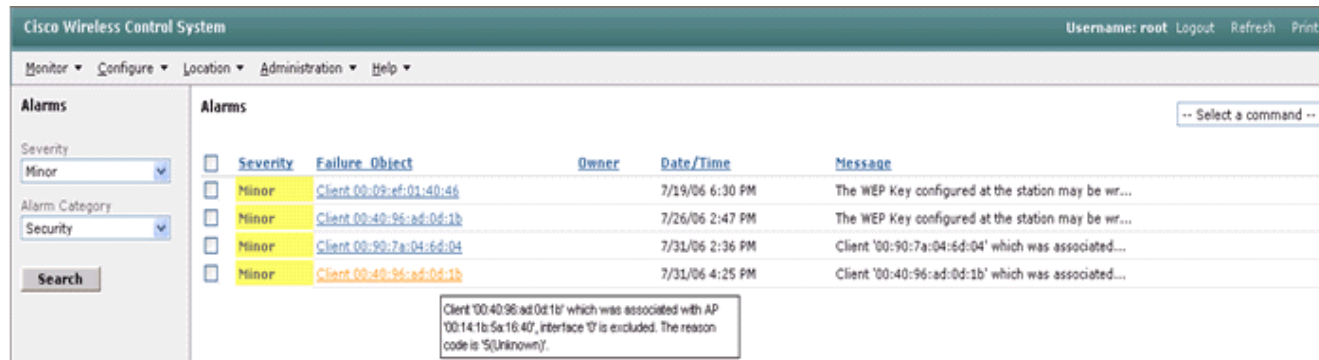 Cisco Wireless Control System
Username: root Logout Refresh Print
Monitor Configure Location Administration Help
Alarms
Severity
Minor
Alarm Category
Security
Search
Alarms
-- Select a command --
Severity Failure Object Owner Date/Time Message
Minor Client 00:09:ef:01:40:46 7/19/06 6:30 PM The WEP Key configured at the station may be wr...
Minor Client 00:40:96:ad:0d:1b 7/26/06 2:47 PM The WEP Key configured at the station may be wr...
Minor Client 00:90:7a:04:6d:04 7/31/06 2:36 PM Client '00:90:7a:04:6d:04' which was associated...
Minor Client 00:40:96:ad:0d:1b 7/31/06 4:25 PM Client '00:40:96:ad:0d:1b' which was associated...
Client '00:40:96:ad:0d:1b' which was associated with AP
'00:14:1b:5a:16:40', interface '0' is excluded. The reason
code is '5(Unknown)'.